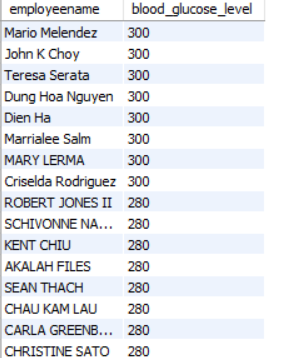 employeename blood_glucose_level
Mario Melendez 300
John K Choy 300
Teresa Serata 300
Dung Hoa Nguyen 300
Dien Ha 300
Marrialee Salm 300
MARY LERMA 300
Criselda Rodriguez 300
ROBERT JONES II 280
SCHIVONNE NA... 280
KENT CHIU 280
AKALAH FILES 280
SEAN THACH 280
CHAU KAM LAU 280
CARLA GREENB... 280
CHRISTINE SATO 280